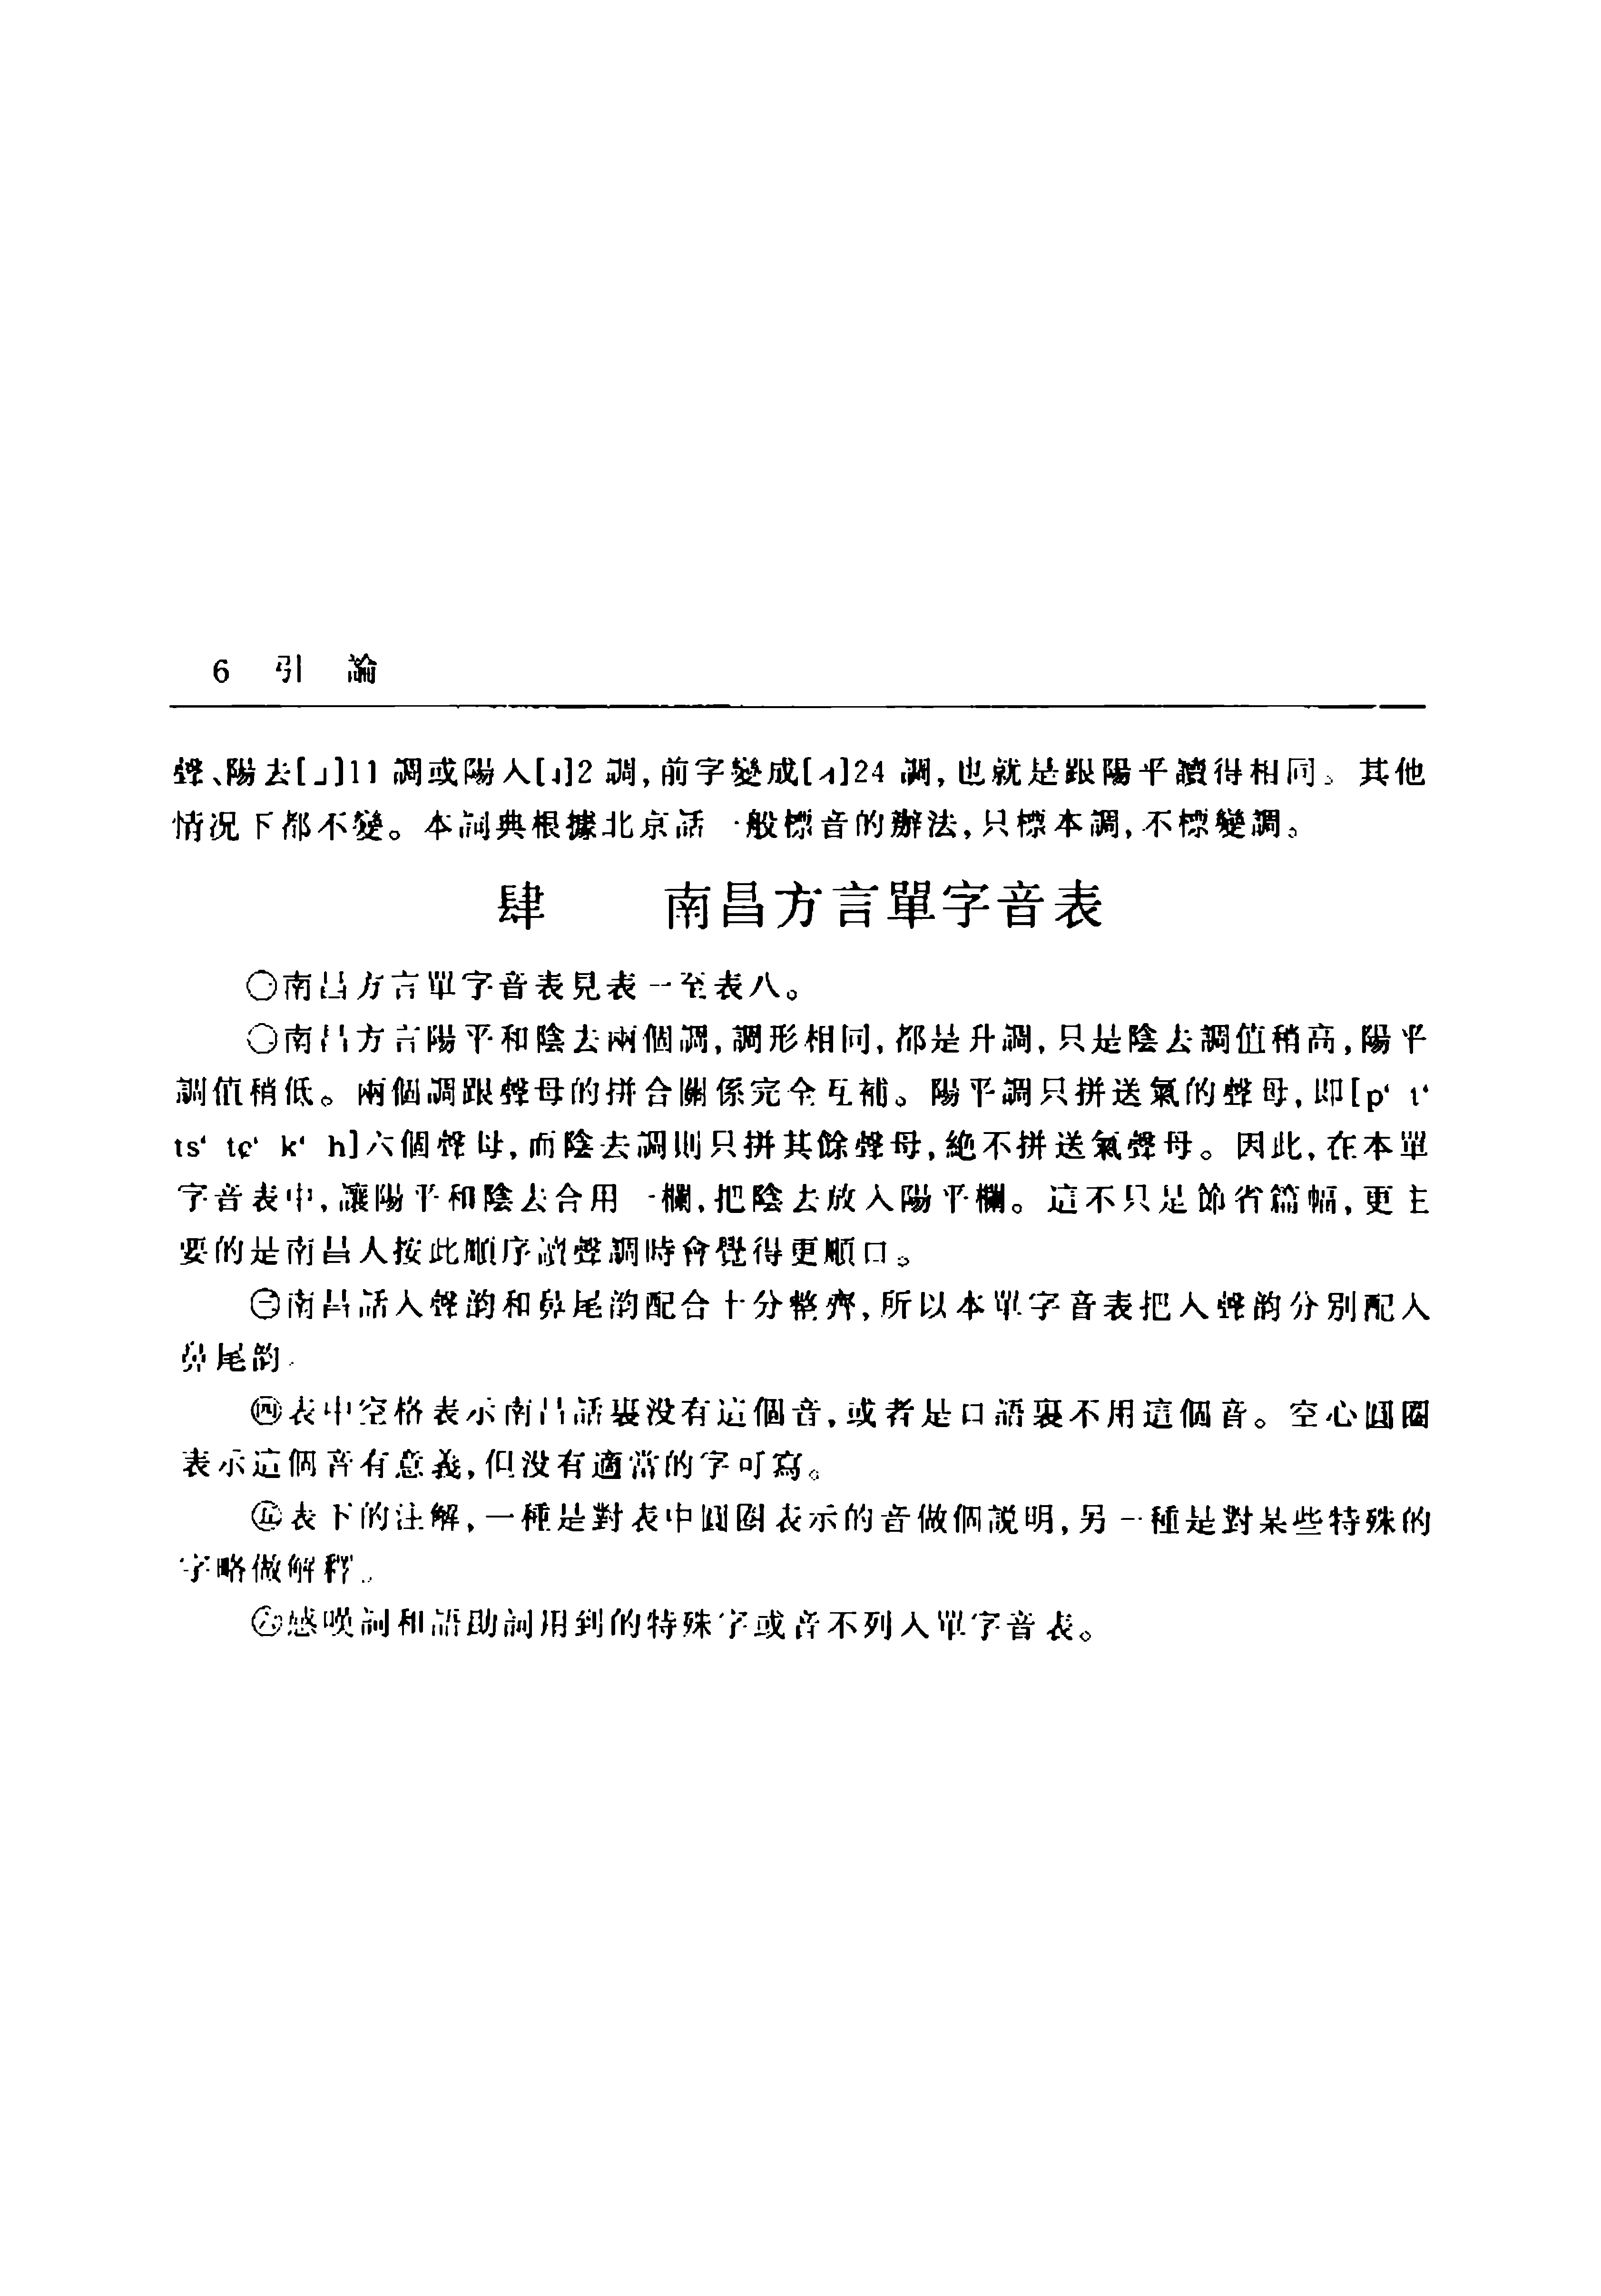 6 引 論
聲、陽去[˩]11 調或陽入[˩]2 調,前字變成[˨˦]24 調,也就是跟陽平讀得相同。其他
情况下都不變。本詞典根據北京話一般標音的辦法,只標本調,不標變調。
肆 南昌方言單字音表
㊀南昌方言單字音表見表一至表八。
㊁南昌方言陽平和陰去兩個調,調形相同,都是升調,只是陰去調值稍高,陽平
調值稍低。兩個調跟聲母的拼合關係完全互補。陽平調只拼送氣的聲母,即[p‘ t‘
ts‘ tɕ‘ k‘ h]六個聲母,而陰去調則只拼其餘聲母,絶不拼送氣聲母。因此,在本單
字音表中,讓陽平和陰去合用一欄,把陰去放入陽平欄。這不只是節省篇幅,更主
要的是南昌人按此順序讀聲調時會覺得更順口。
㊂南昌話入聲韵和鼻尾韵配合十分整齊,所以本單字音表把入聲韵分别配入
鼻尾韵。
㊃表中空格表示南昌話裏没有這個音,或者是口語裏不用這個音。空心圓圈
表示這個音有意義,但没有適當的字可寫。
㊄表下的注解,一種是對表中圓圈表示的音做個説明,另一種是對某些特殊的
字略做解釋。
㊅感嘆詞和語助詞用到的特殊字或音不列入單字音表。